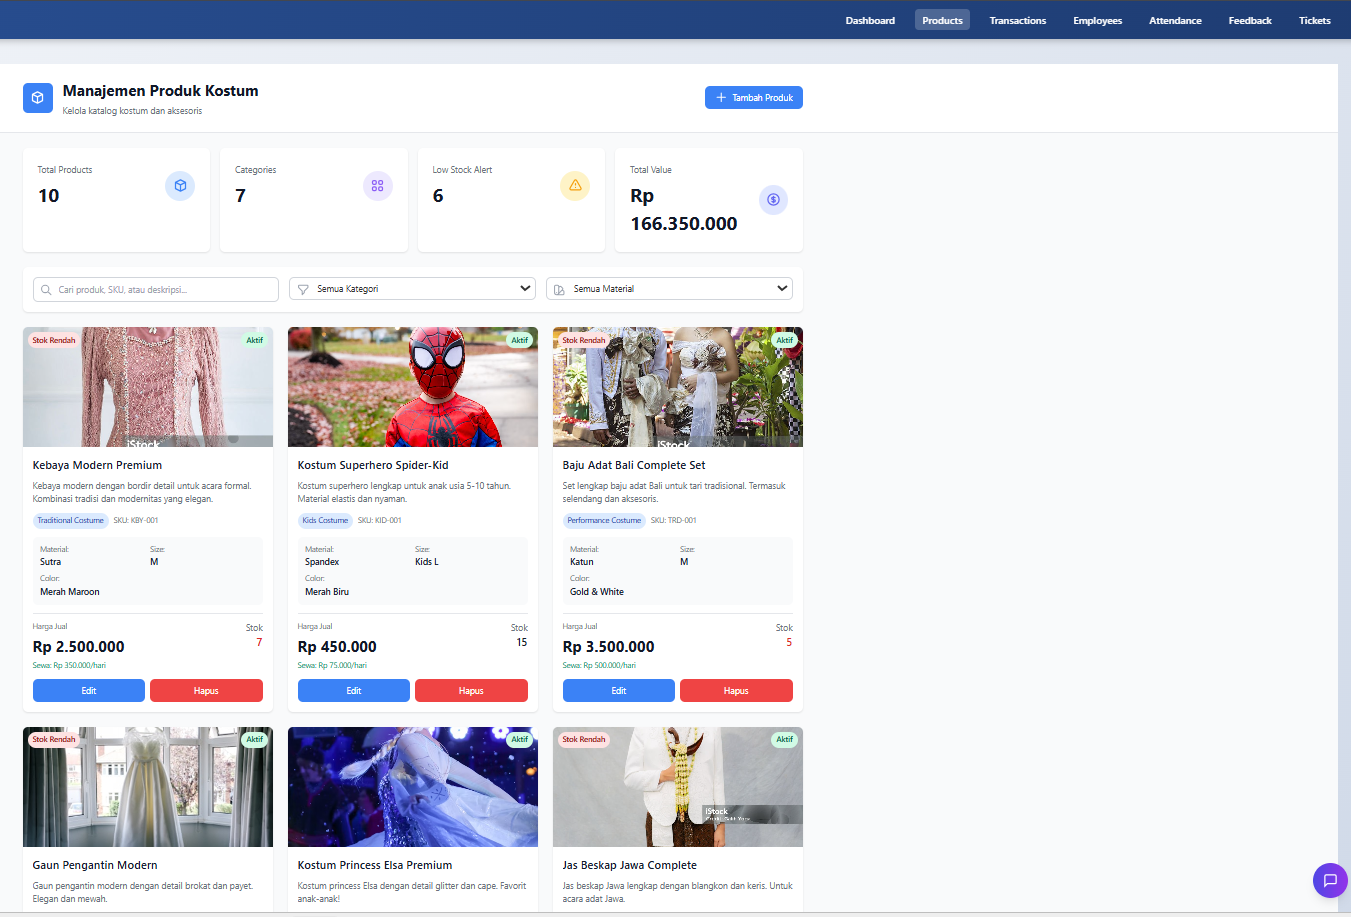 Dashboard
Products
Transactions
Employees
Attendance
Feedback
Tickets
Manajemen Produk Kostum
Kelola katalog kostum dan aksesoris
Tambah Produk
Total Products
10
Categories
7
Low Stock Alert
6
Total Value
Rp
166.350.000
Cari produk, SKU, atau deskripsi...
Semua Kategori
Semua Material
Stok Rendah
Aktif
iStock
Kebaya Modern Premium
Kebaya modern dengan bordir detail untuk acara formal.
Kombinasi tradisi dan modernitas yang elegan.
Traditional Costume
SKU: KBY-001
Material:
Sutra
Size:
M
Color:
Merah Maroon
Harga Jual
Rp 2.500.000
Sewa: Rp 350.000/hari
Stok
7
Edit
Hapus
Aktif
Kostum Superhero Spider-Kid
Kostum superhero lengkap untuk anak usia 5-10 tahun.
Material elastis dan nyaman.
Kids Costume
SKU: KID-001
Material:
Spandex
Size:
Kids L
Color:
Merah Biru
Harga Jual
Rp 450.000
Sewa: Rp 75.000/hari
Stok
15
Edit
Hapus
Stok Rendah
Aktif
iStock
Baju Adat Bali Complete Set
Set lengkap baju adat Bali untuk tari tradisional. Termasuk
selendang dan aksesoris.
Performance Costume
SKU: TRD-001
Material:
Katun
Size:
M
Color:
Gold & White
Harga Jual
Rp 3.500.000
Sewa: Rp 500.000/hari
Stok
5
Edit
Hapus
Stok Rendah
Aktif
Gaun Pengantin Modern
Gaun pengantin modern dengan detail brokat dan payet.
Elegan dan mewah.
Aktif
Kostum Princess Elsa Premium
Kostum princess Elsa dengan detail glitter dan cape. Favorit
anak-anak!
Stok Rendah
Aktif
iStock
Jas Beskap Jawa Complete
Jas beskap Jawa lengkap dengan blangkon dan keris. Untuk
acara adat Jawa.